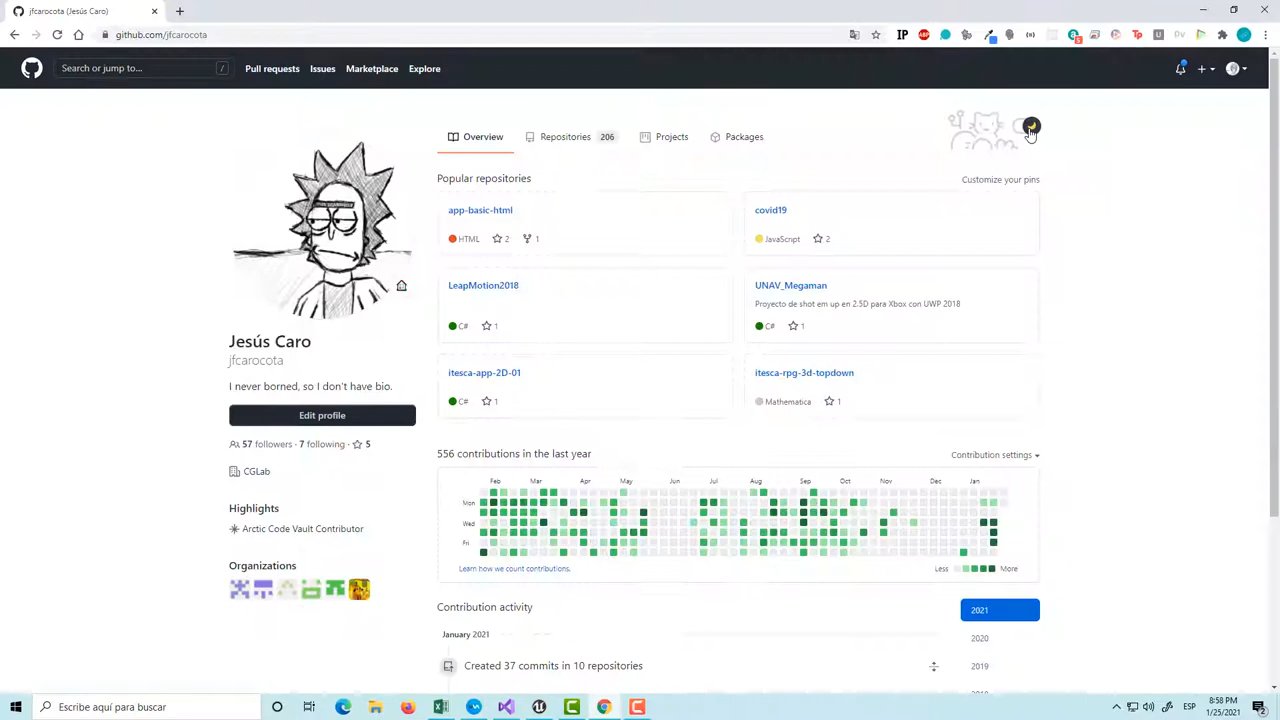 jfcarocota (Jesús Caro)
github.com/jfcarocota
IP
ABP
Search or jump to...
/
Pull requests
Issues
Marketplace
Explore
Overview
Repositories 206
Projects
Packages
Popular repositories
Customize your pins
app-basic-html
HTML 2 1
covid19
JavaScript 2
LeapMotion2018
C# 1
UNAV_Megaman
Proyecto de shot em up en 2.5D para Xbox con UWP 2018
C# 1
itesca-app-2D-01
C# 1
itesca-rpg-3d-topdown
Mathematica 1
Jesús Caro
jfcarocota
I never borned, so I don't have bio.
Edit profile
57 followers · 7 following · 5
CGLab
Highlights
Arctic Code Vault Contributor
Organizations
556 contributions in the last year
Contribution settings
Feb Mar Apr May Jun Jul Aug Sep Oct Nov Dec Jan
Mon
Wed
Fri
Learn how we count contributions.
Less More
Contribution activity
2021
2020
2019
January 2021
Created 37 commits in 10 repositories
Escribe aquí para buscar
ESP
8:58 PM
1/25/2021
2